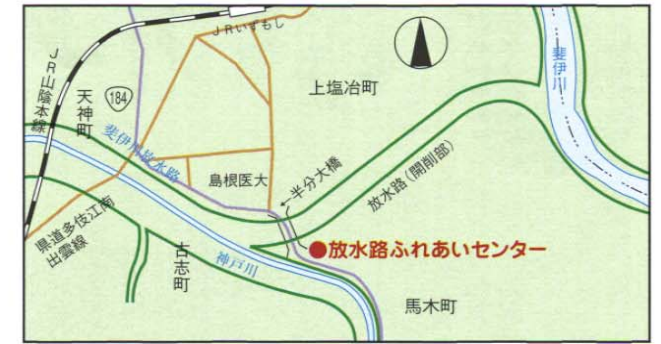 JRいずもし
JR山陰本線
天神町
184
上塩冶町
斐伊川
斐伊川放水路
島根医大
←半分大橋
放水路(開削部)
県道多伎江南
出雲線
古志町
神戸川
●放水路ふれあいセンター
馬木町